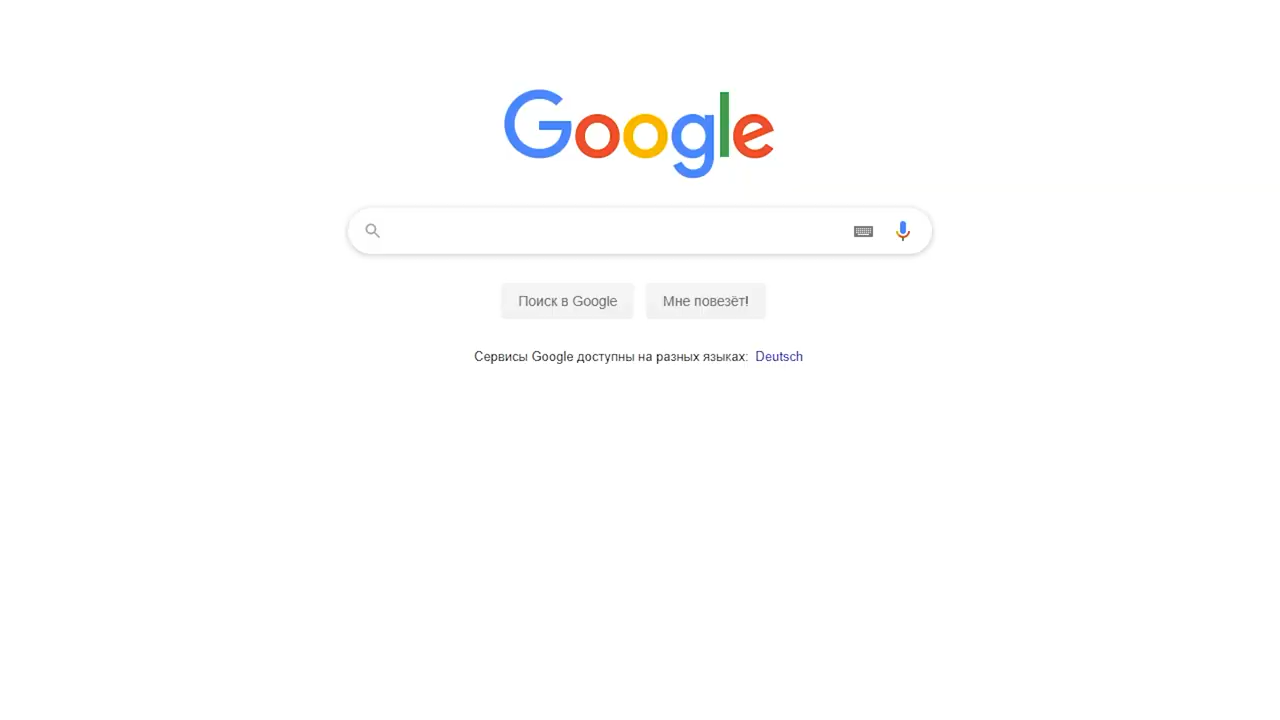 Google
Поиск в Google
Мне повезёт!
Сервисы Google доступны на разных языках: Deutsch